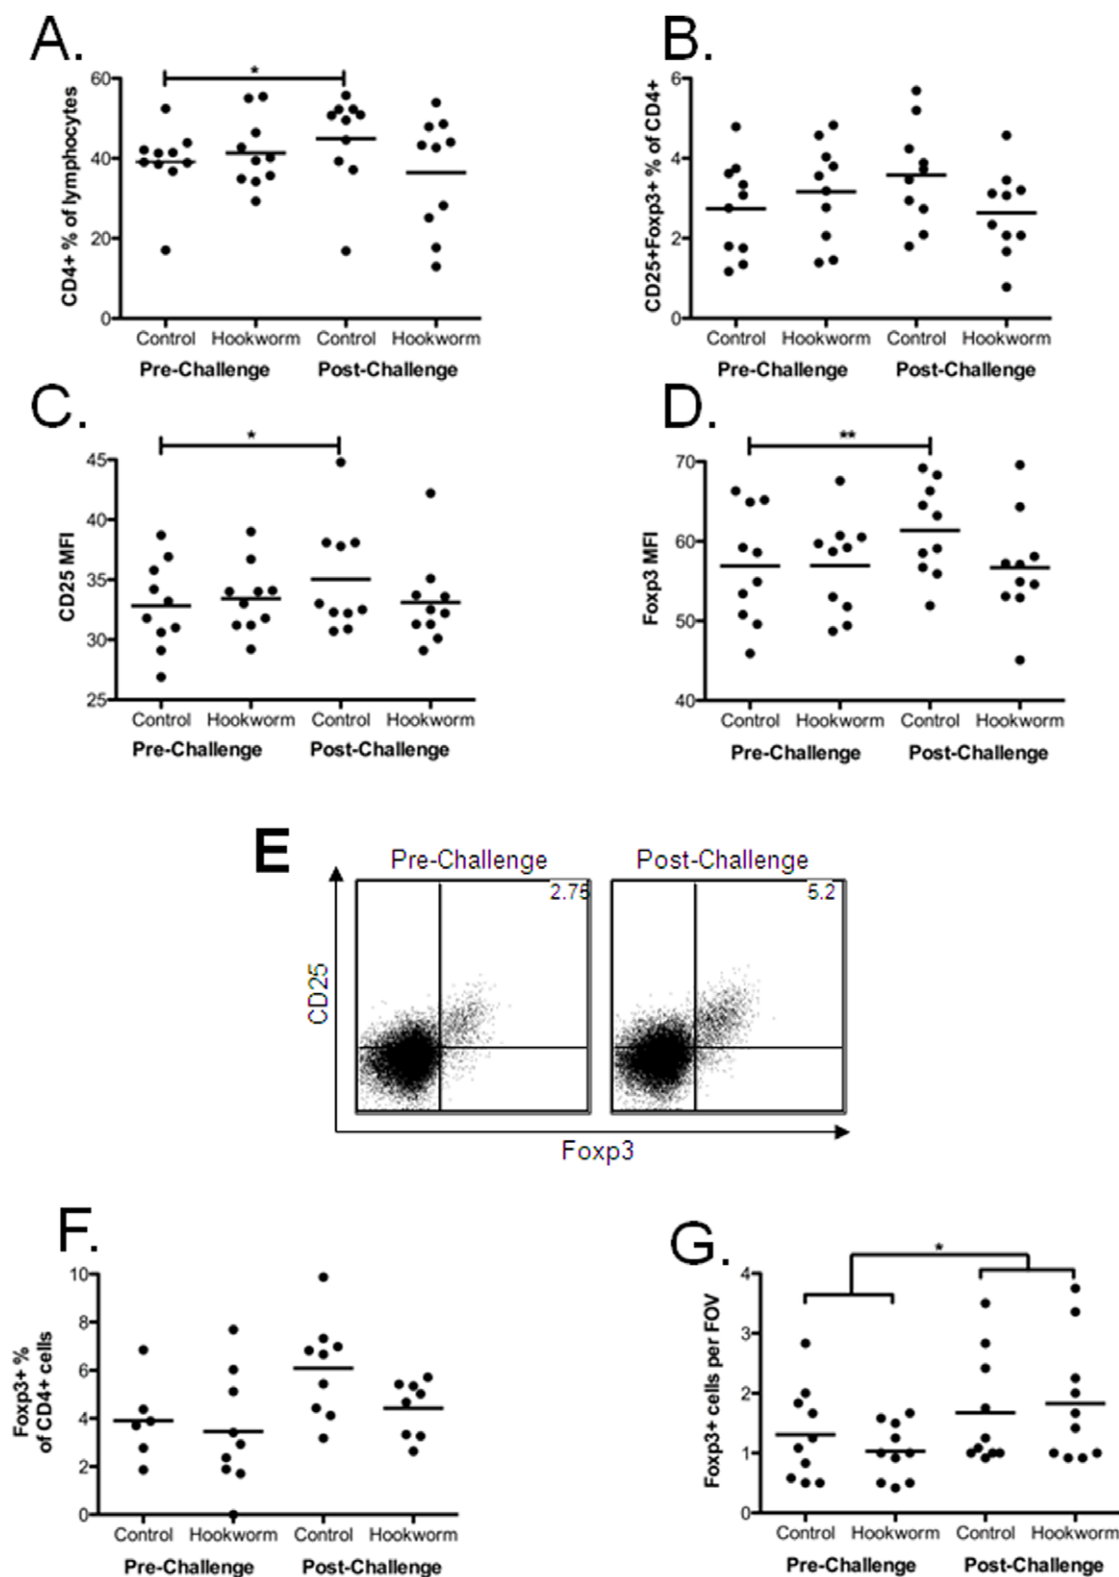 A.
CD4+ % of lymphocytes
60
40
20
0
*
Control Hookworm Control Hookworm
Pre-Challenge Post-Challenge
B.
CD25+Foxp3+ % of CD4+
6
4
2
0
Control Hookworm Control Hookworm
Pre-Challenge Post-Challenge
C.
CD25 MFI
45
40
35
30
25
*
Control Hookworm Control Hookworm
Pre-Challenge Post-Challenge
D.
Foxp3 MFI
70
60
50
40
**
Control Hookworm Control Hookworm
Pre-Challenge Post-Challenge
E
Pre-Challenge Post-Challenge
2.75 5.2
CD25
Foxp3
F.
Foxp3+ %
of CD4+ cells
10
8
6
4
2
0
Control Hookworm Control Hookworm
Pre-Challenge Post-Challenge
G.
Foxp3+ cells per FOV
4
3
2
1
0
*
Control Hookworm Control Hookworm
Pre-Challenge Post-Challenge